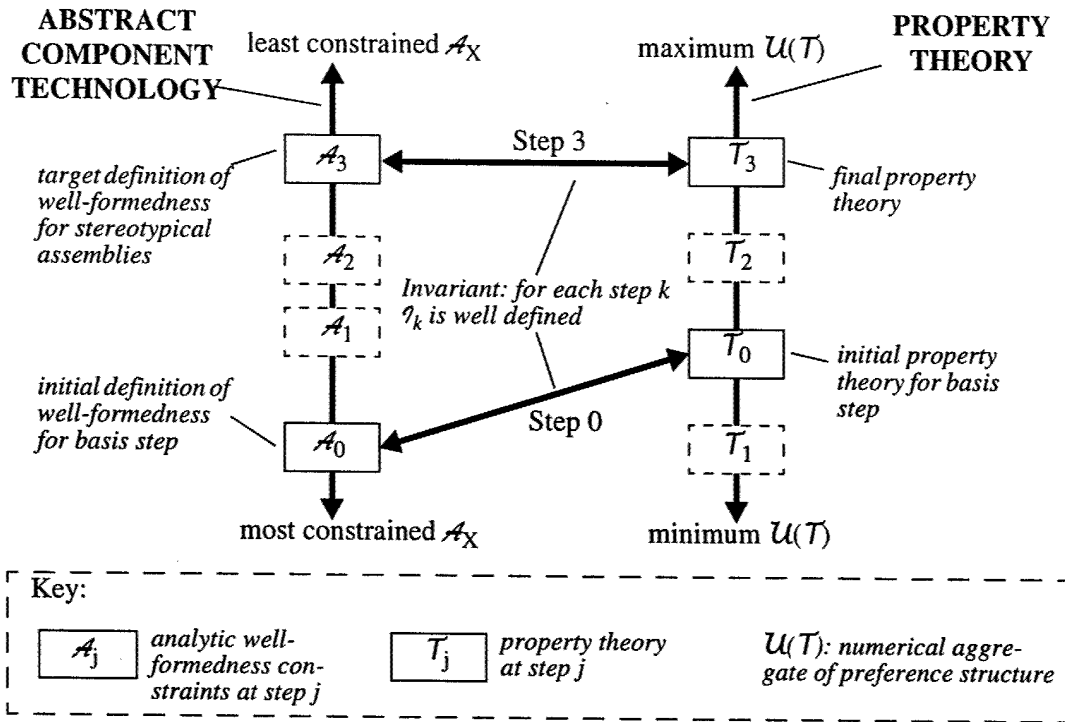 ABSTRACT
COMPONENT
TECHNOLOGY
least constrained 𝒜X
maximum 𝒰(𝒯)
PROPERTY
THEORY
𝒜3
Step 3
𝒯3
target definition of
well-formedness
for stereotypical
assemblies
final property
theory
𝒜2
𝒯2
Invariant: for each step k
ℐk is well defined
𝒜1
𝒯0
initial definition of
well-formedness
for basis step
initial property
theory for basis
step
𝒜0
Step 0
𝒯1
most constrained 𝒜X
minimum 𝒰(𝒯)
Key:
𝒜j
analytic well-
formedness con-
straints at step j
𝒯j
property theory
at step j
𝒰(𝒯): numerical aggre-
gate of preference structure